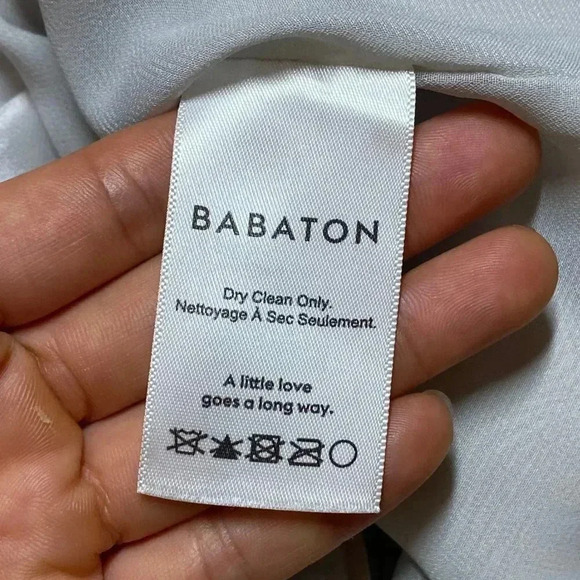 BABATON
Dry Clean Only.
Nettoyage À Sec Seulement.
A little love
goes a long way.